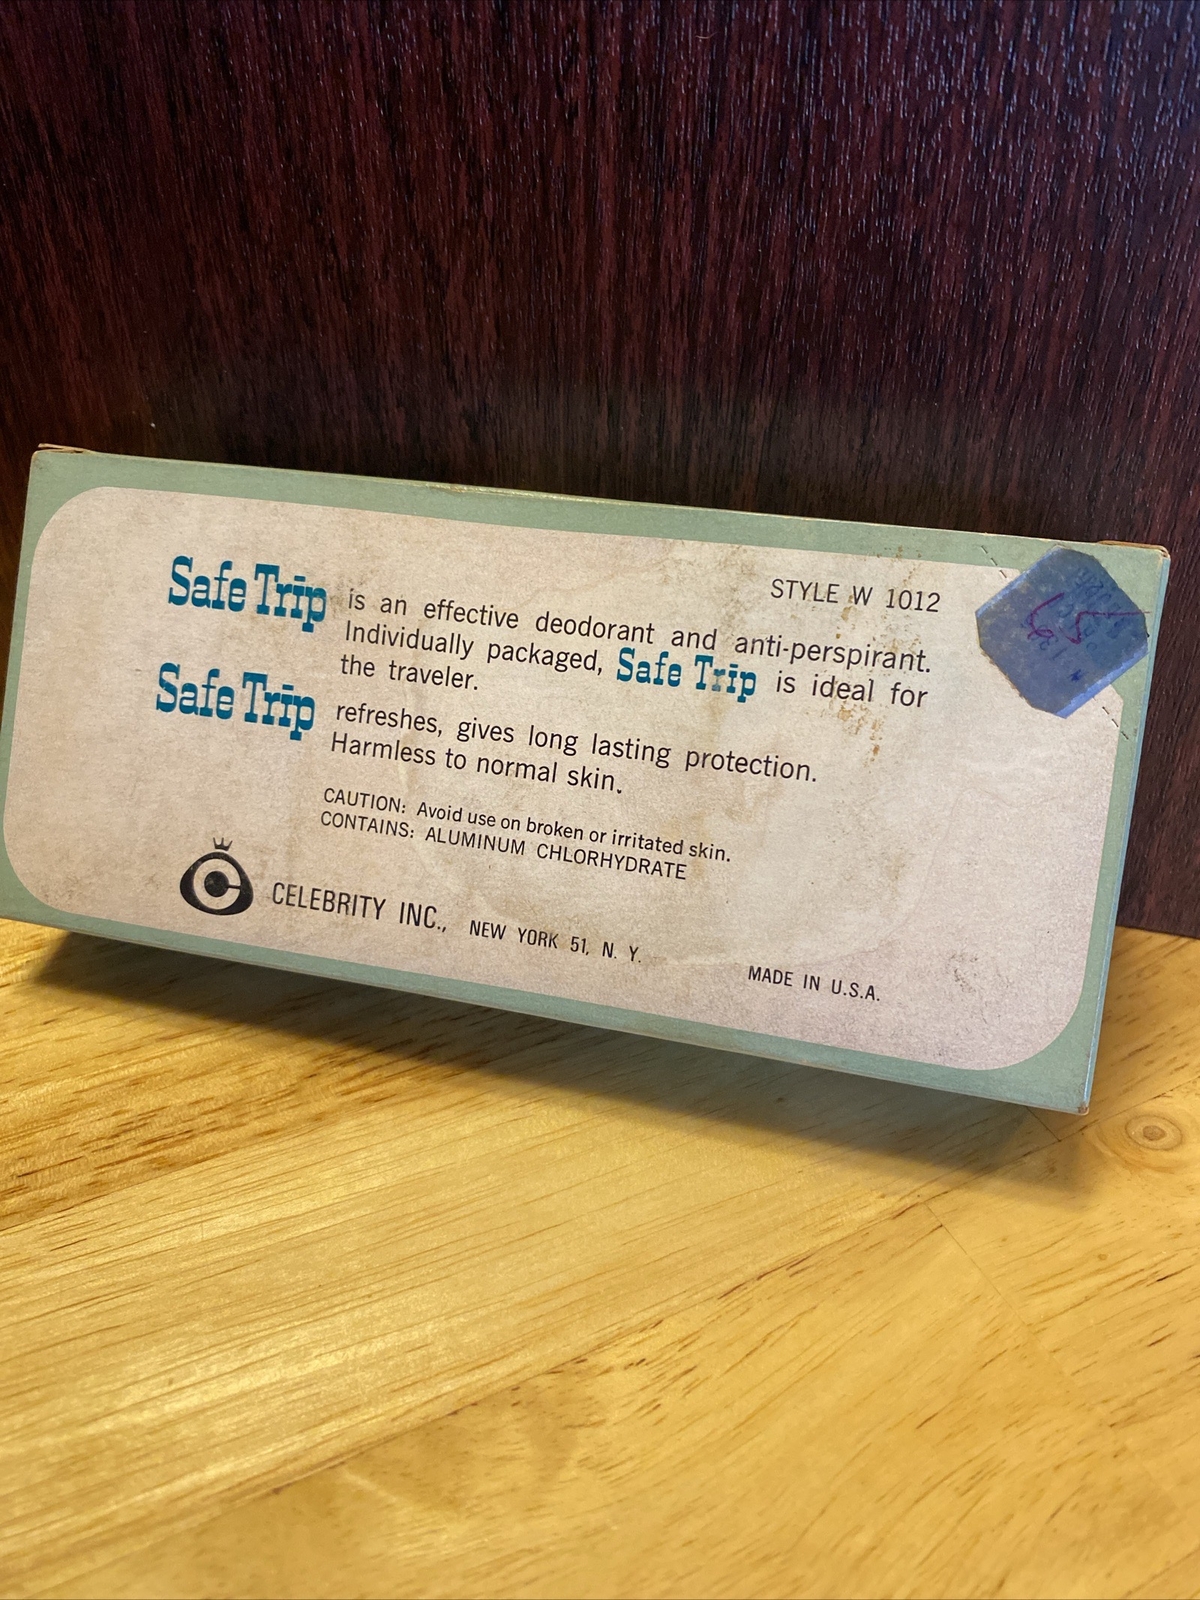 STYLE W 1012
Safe Trip is an effective deodorant and anti-perspirant.
Individually packaged, Safe Trip is ideal for
the traveler.
Safe Trip refreshes, gives long lasting protection.
Harmless to normal skin.
CAUTION: Avoid use on broken or irritated skin.
CONTAINS: ALUMINUM CHLORHYDRATE
C CELEBRITY INC., NEW YORK 51, N. Y.
MADE IN U.S.A.